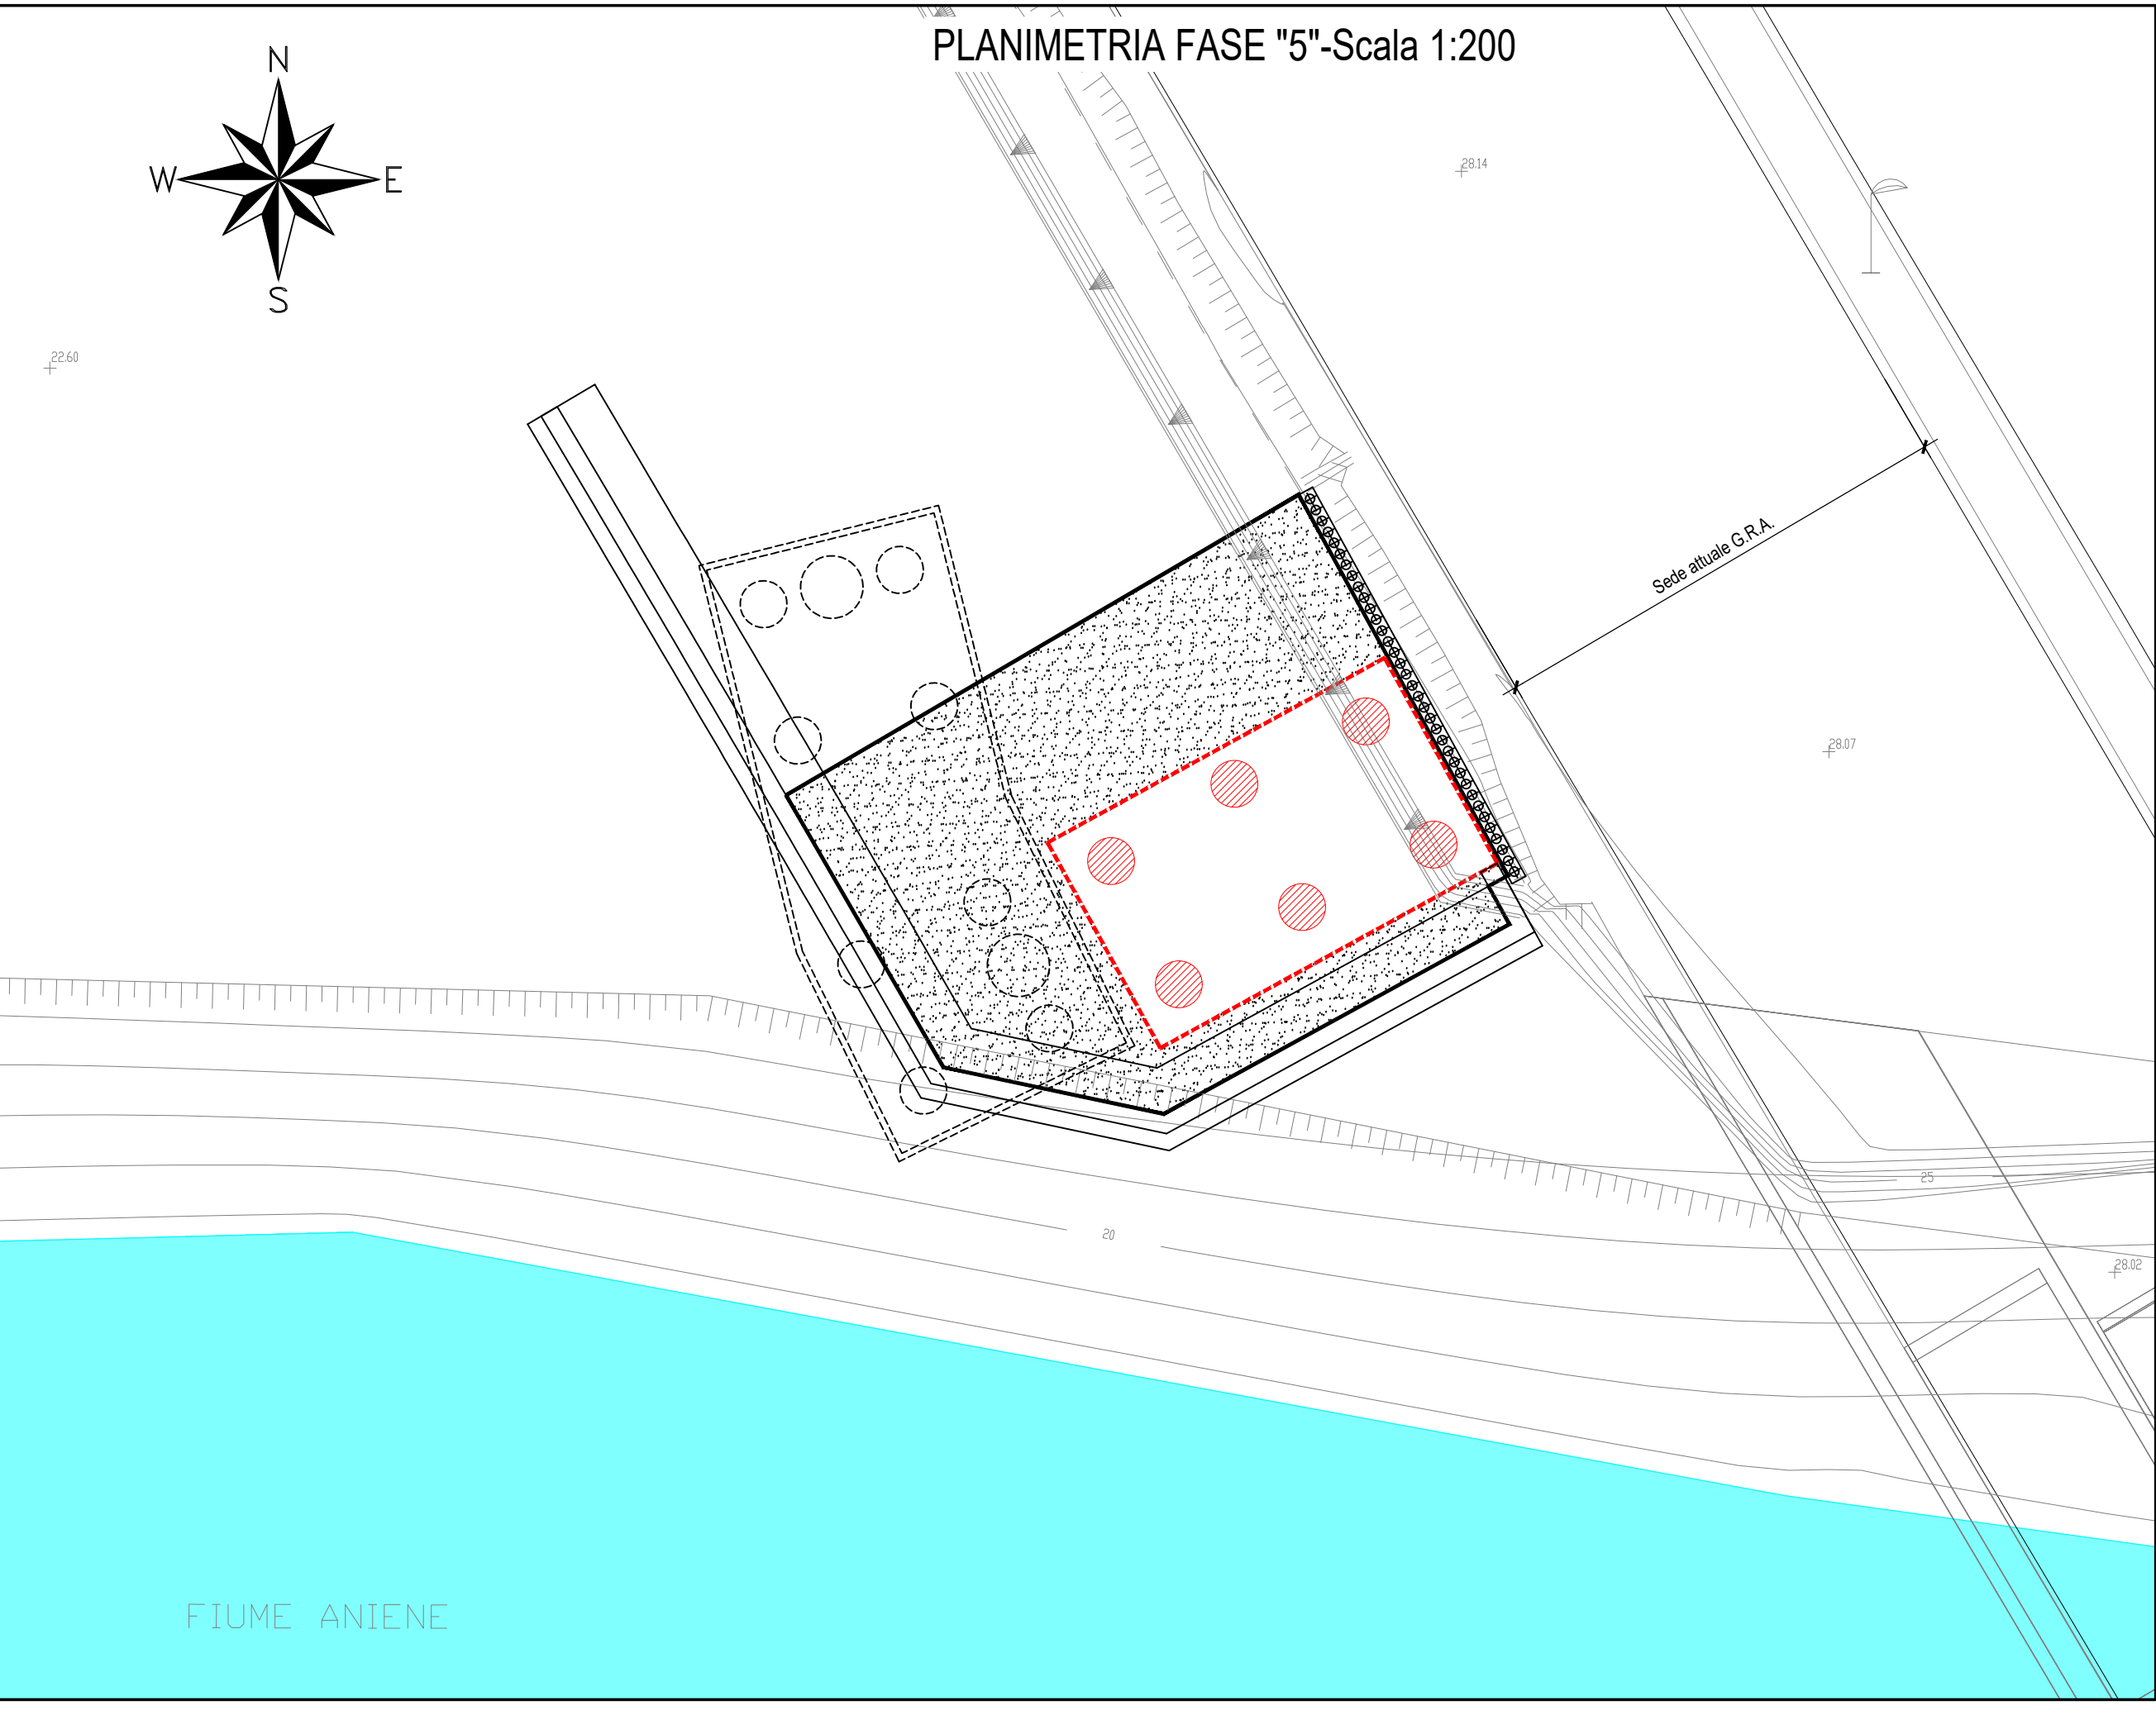 PLANIMETRIA FASE "5"-Scala 1:200
N
W E
S
28.14
22.60
Sede attuale G.R.A.
28.07
25
20
28.02
FIUME ANIENE